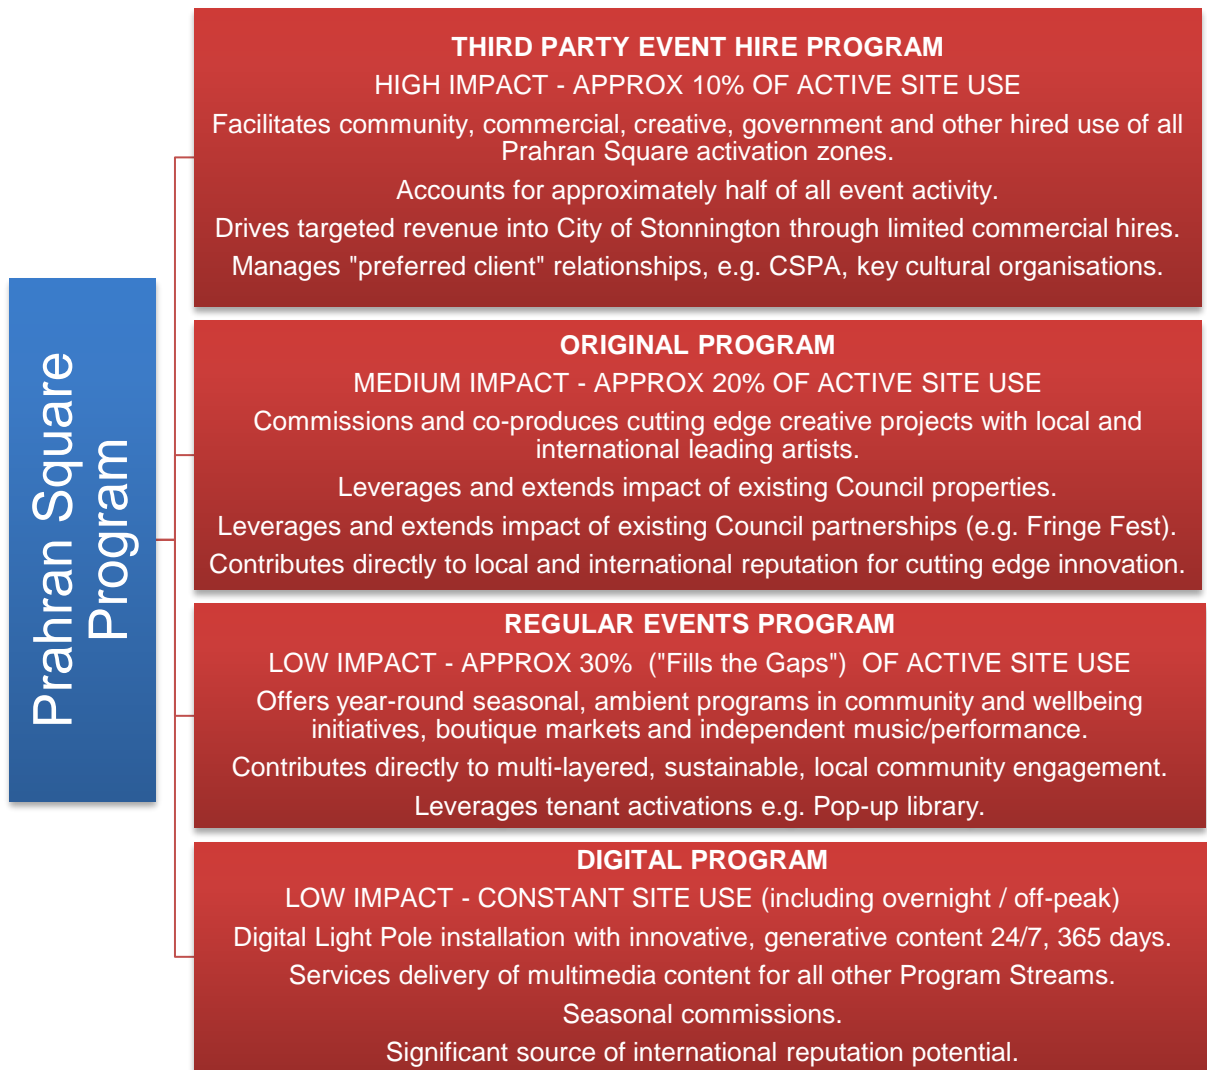 Prahran Square
Program
THIRD PARTY EVENT HIRE PROGRAM
HIGH IMPACT - APPROX 10% OF ACTIVE SITE USE
Facilitates community, commercial, creative, government and other hired use of all
Prahran Square activation zones.
Accounts for approximately half of all event activity.
Drives targeted revenue into City of Stonnington through limited commercial hires.
Manages "preferred client" relationships, e.g. CSPA, key cultural organisations.
ORIGINAL PROGRAM
MEDIUM IMPACT - APPROX 20% OF ACTIVE SITE USE
Commissions and co-produces cutting edge creative projects with local and
international leading artists.
Leverages and extends impact of existing Council properties.
Leverages and extends impact of existing Council partnerships (e.g. Fringe Fest).
Contributes directly to local and international reputation for cutting edge innovation.
REGULAR EVENTS PROGRAM
LOW IMPACT - APPROX 30% ("Fills the Gaps") OF ACTIVE SITE USE
Offers year-round seasonal, ambient programs in community and wellbeing
initiatives, boutique markets and independent music/performance.
Contributes directly to multi-layered, sustainable, local community engagement.
Leverages tenant activations e.g. Pop-up library.
DIGITAL PROGRAM
LOW IMPACT - CONSTANT SITE USE (including overnight / off-peak)
Digital Light Pole installation with innovative, generative content 24/7, 365 days.
Services delivery of multimedia content for all other Program Streams.
Seasonal commissions.
Significant source of international reputation potential.